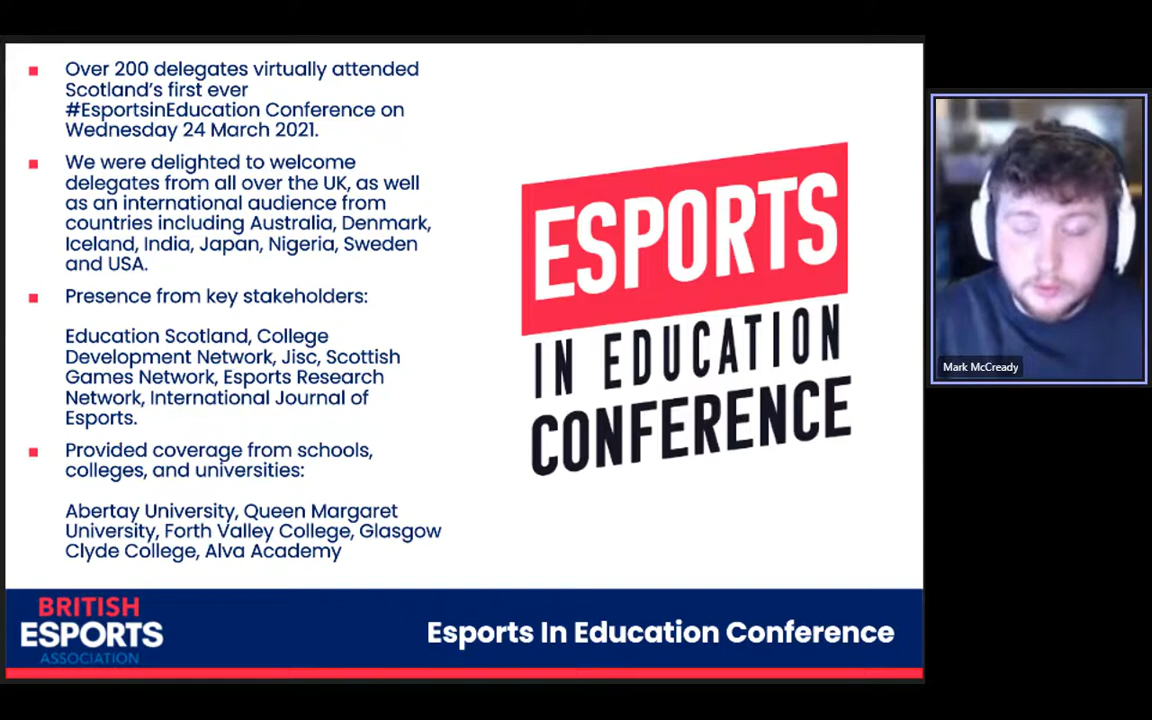 Over 200 delegates virtually attended
Scotland's first ever
#EsportsinEducation Conference on
Wednesday 24 March 2021.
We were delighted to welcome
delegates from all over the UK, as well
as an international audience from
countries including Australia, Denmark,
Iceland, India, Japan, Nigeria, Sweden
and USA.
Presence from key stakeholders:
Education Scotland, College
Development Network, Jisc, Scottish
Games Network, Esports Research
Network, International Journal of
Esports.
Provided coverage from schools,
colleges, and universities:
Abertay University, Queen Margaret
University, Forth Valley College, Glasgow
Clyde College, Alva Academy
ESPORTS
IN EDUCATION
CONFERENCE
Mark McCready
BRITISH
ESPORTS
ASSOCIATION
Esports In Education Conference